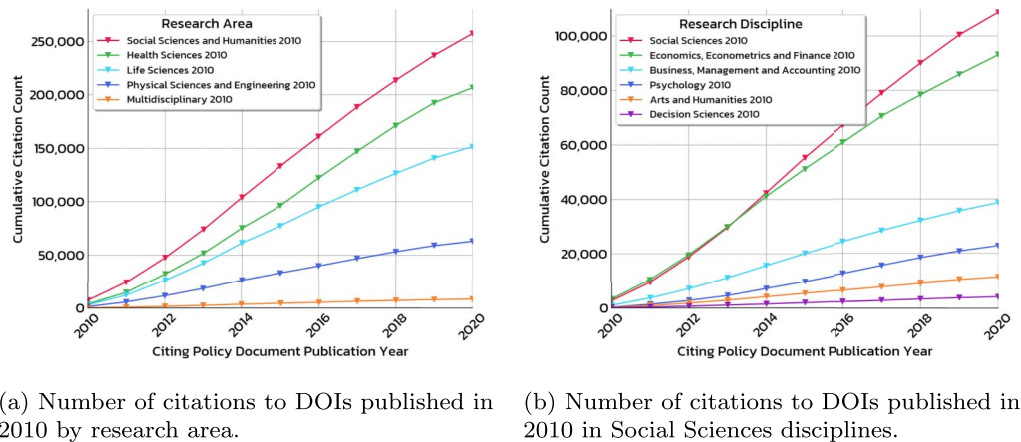 Research Area
Social Sciences and Humanities 2010
Health Sciences 2010
Life Sciences 2010
Physical Sciences and Engineering 2010
Multidisciplinary 2010
250,000
200,000
150,000
100,000
50,000
0
Cumulative Citation Count
2010
2012
2014
2016
2018
2020
Citing Policy Document Publication Year
Research Discipline
Social Sciences 2010
Economics, Econometrics and Finance 2010
Business, Management and Accounting 2010
Psychology 2010
Arts and Humanities 2010
Decision Sciences 2010
100,000
80,000
60,000
40,000
20,000
0
Cumulative Citation Count
2010
2012
2014
2016
2018
2020
Citing Policy Document Publication Year
(a) Number of citations to DOIs published in
2010 by research area.
(b) Number of citations to DOIs published in
2010 in Social Sciences disciplines.